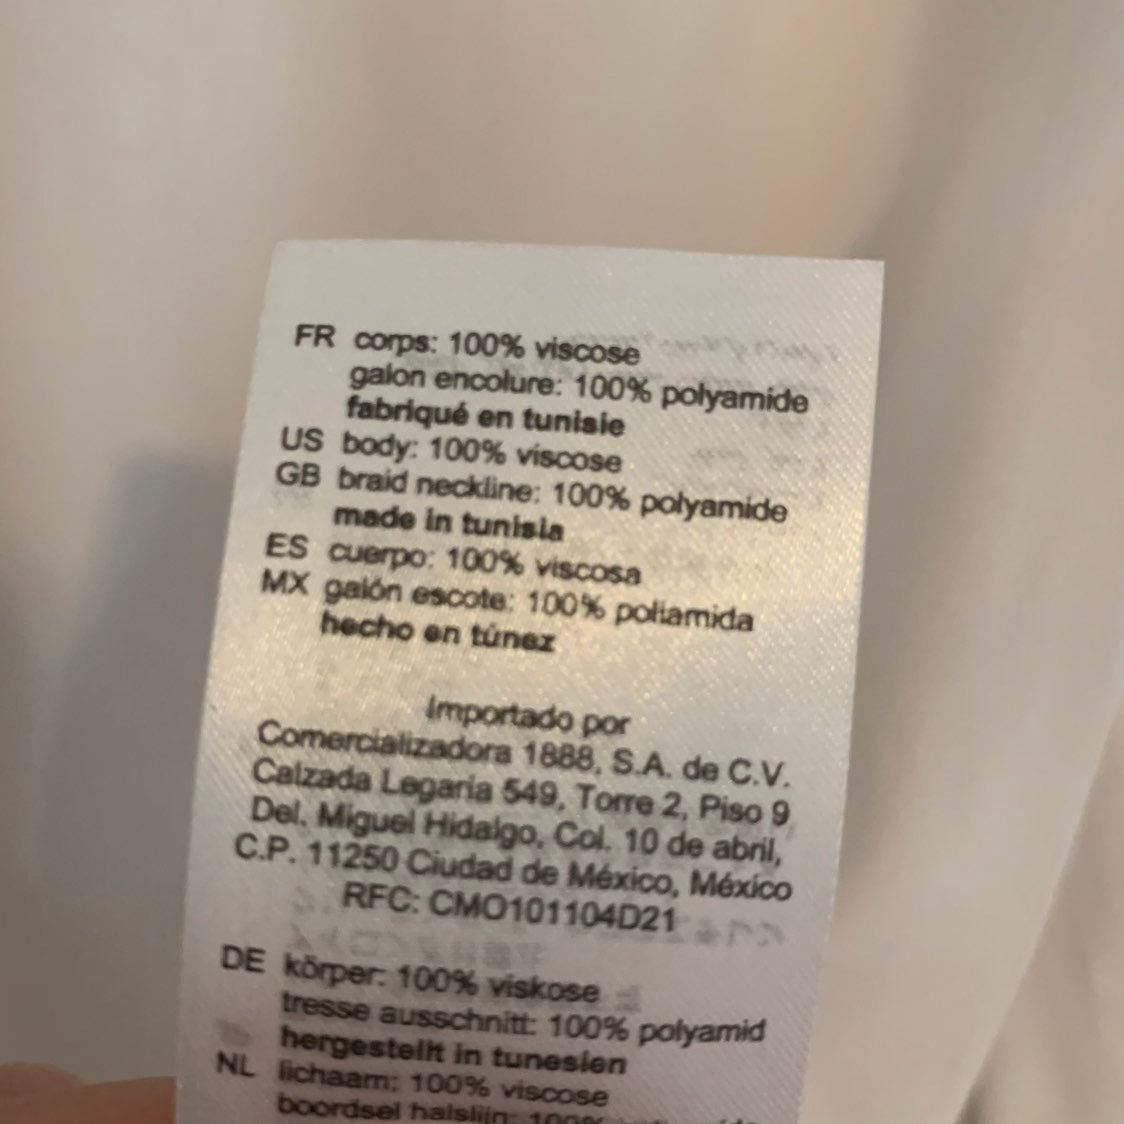 FR corps: 100% viscose
galon encolure: 100% polyamide
fabriqué en tunisie
US body: 100% viscose
GB braid neckline: 100% polyamide
made in tunisia
ES cuerpo: 100% viscosa
MX galón escote: 100% poliamida
hecho en túnez
Importado por
Comercializadora 1888, S.A. de C.V.
Calzada Legaria 549, Torre 2, Piso 9
Del. Miguel Hidalgo, Col. 10 de abril,
C.P. 11250 Ciudad de México, México
RFC: CMO101104D21
DE körper: 100% viskose
tresse ausschnitt: 100% polyamid
hergestellt in tunesien
NL lichaam: 100% viscose
boordsel halslijn: 100%